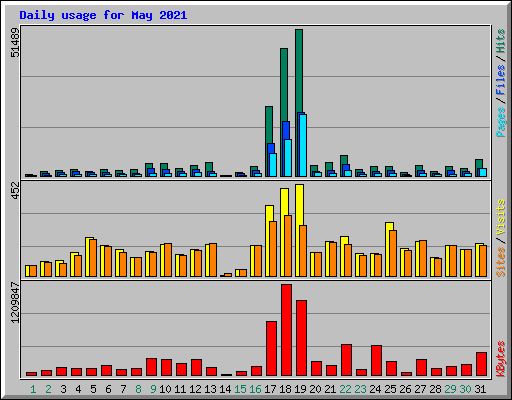 Daily usage for May 2021
51489
Pages / Files / Hits
452
Sites / Visits
1209847
KBytes
1 2 3 4 5 6 7 8 9 10 11 12 13 14 15 16 17 18 19 20 21 22 23 24 25 26 27 28 29 30 31